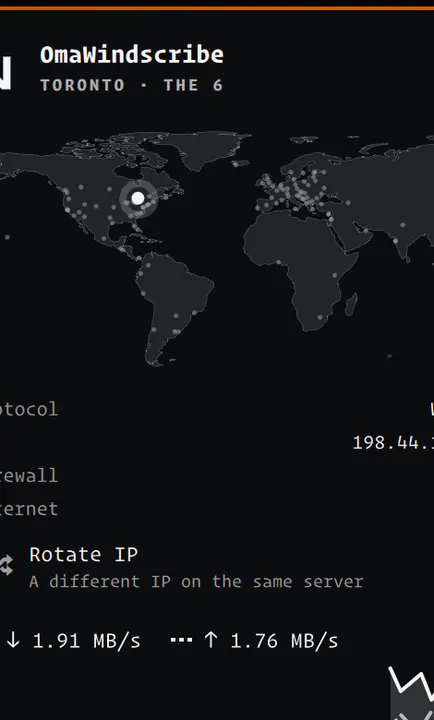 OmaWindscribe
TORONTO · THE 6
otocol
198.44.1
rewall
ternet
Rotate IP
A different IP on the same server
↓ 1.91 MB/s ↑ 1.76 MB/s